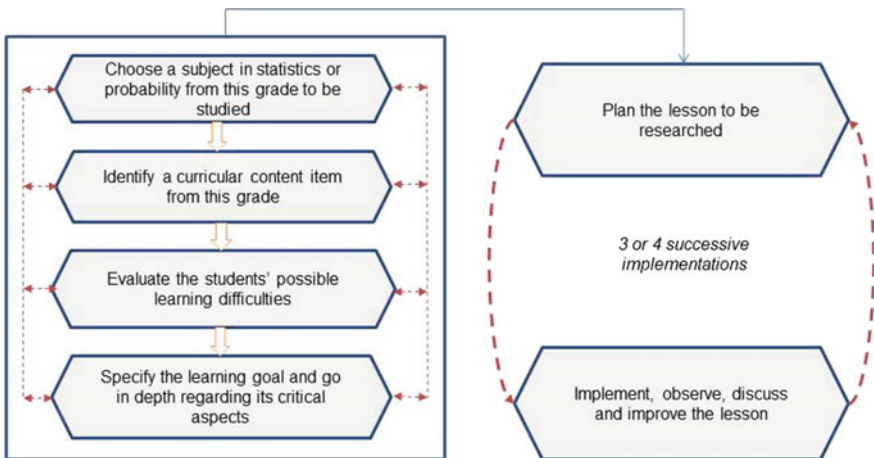 Choose a subject in statistics or
probability from this grade to be
studied
Identify a curricular content item
from this grade
Evaluate the students' possible
learning difficulties
Specify the learning goal and go
in depth regarding its critical
aspects
Plan the lesson to be
researched
3 or 4 successive
implementations
Implement, observe, discuss
and improve the lesson